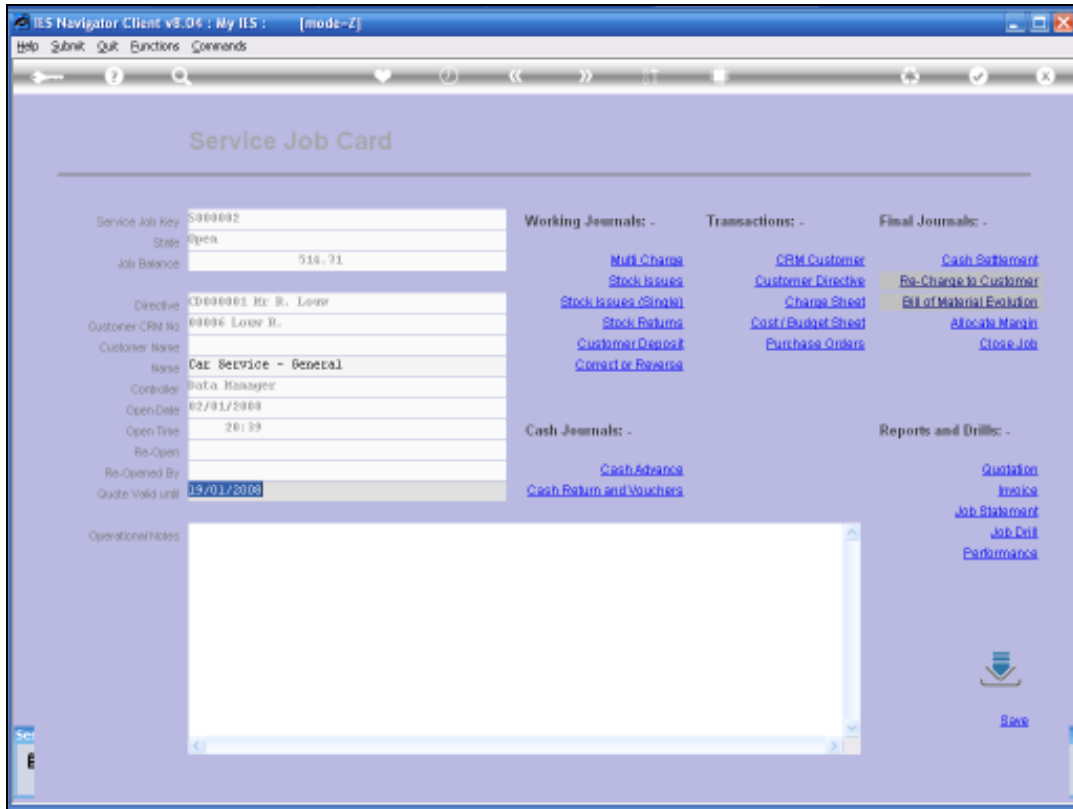 IES Navigator Client v8.04 : My IES : [mode=Z]
Help Submit Quit Functions Commands
Service Job Card
Service Job Key S000002
State Open
Job Balance 514.71
Directive CD000001 Mr R. Louw
Customer CRM No 00006 Louw R.
Customer Name
Name Car Service - General
Controller Data Manager
Open Date 02/01/2008
Open Time 20:39
Re-Open
Re-Opened By
Quote Valid until 19/01/2008
Operational Notes
Working Journals: -
Multi Charge
Stock Issues
Stock Issues (Single)
Stock Returns
Customer Deposit
Correct or Reverse
Transactions: -
CRM Customer
Customer Directive
Charge Sheet
Cost / Budget Sheet
Purchase Orders
Final Journals: -
Cash Settlement
Re-Charge to Customer
Bill of Material Evolution
Allocate Margin
Close Job
Cash Journals: -
Cash Advance
Cash Return and Vouchers
Reports and Drills: -
Quotation
Invoice
Job Statement
Job Drill
Performance
Save